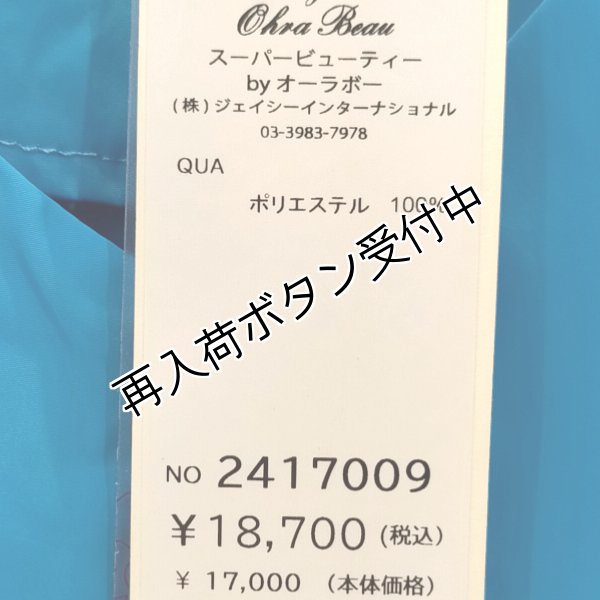 Ohra Beau
スーパービューティー
by オーラボー
(株)ジェイシーインターナショナル
03-3983-7978
QUA
ポリエステル 100%
再入荷ボタン受付中
NO 2417009
¥18,700(税込)
¥ 17,000 (本体価格)